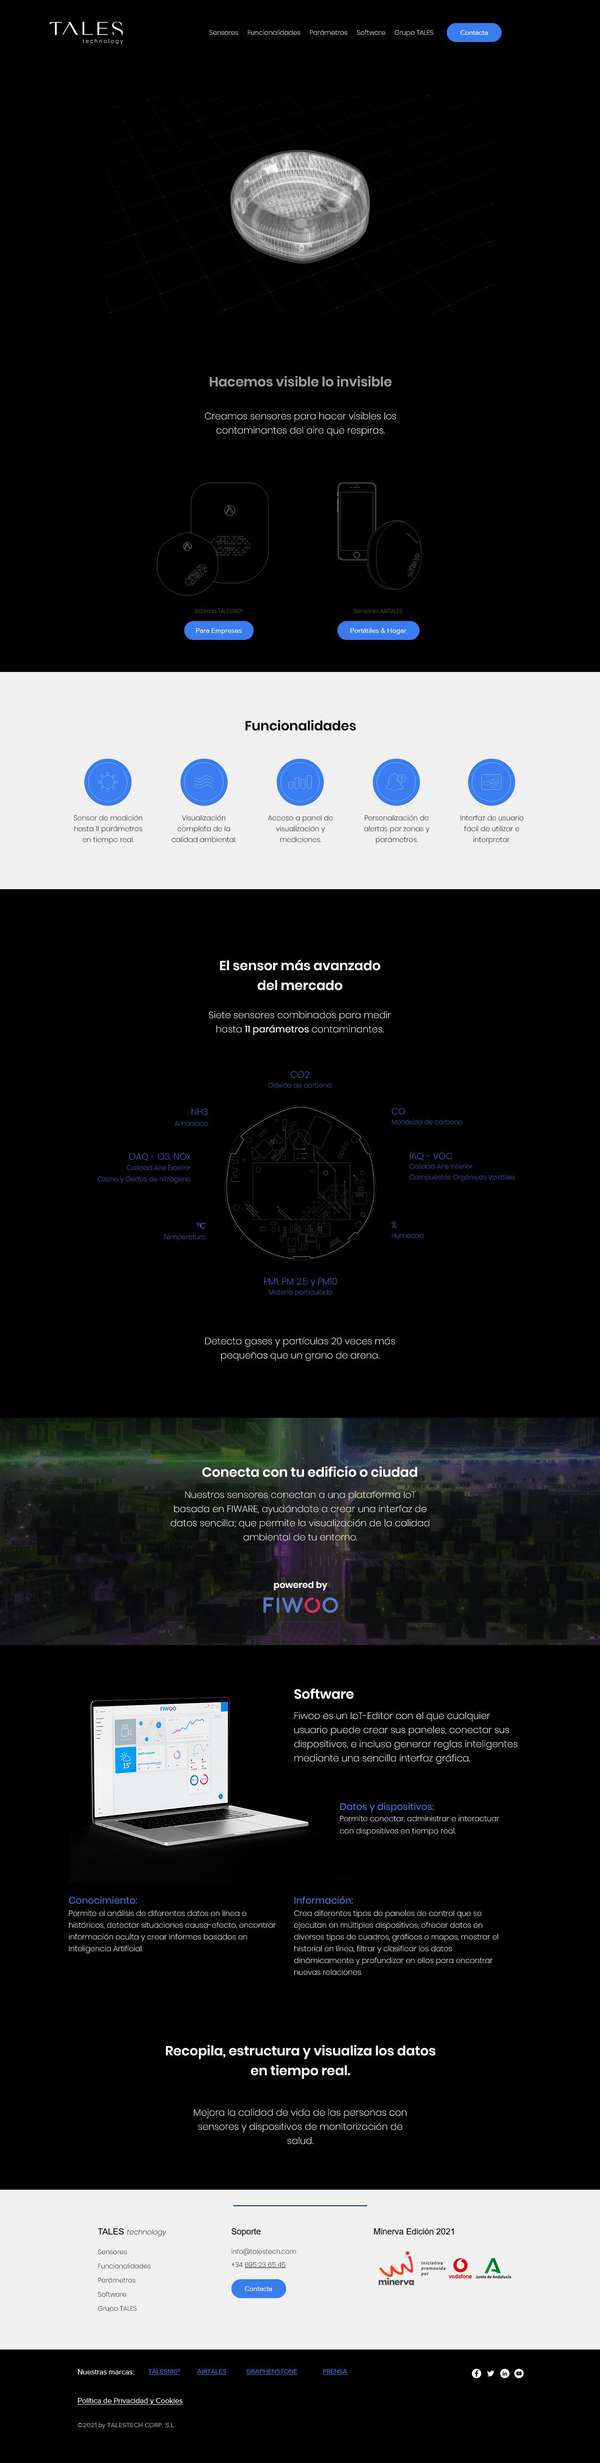 TALES
technology
Sensores Funcionalidades Parámetros Software Grupo TALES Contacta
Hacemos visible lo invisible
Creamos sensores para hacer visibles los
contaminantes del aire que respiras.
Sensores AIRTALES
Para Empresas
Portátiles & Hogar
Funcionalidades
Sensor de medición
hasta 11 parámetros
en tiempo real.
Visualización
completa de la
calidad ambiental.
Acceso a panel de
visualización y
mediciones.
Personalización de
alertas por zonas y
parámetros.
Interfaz de usuario
fácil de utilizar e
interpretar.
El sensor más avanzado
del mercado
Siete sensores combinados para medir
hasta 11 parámetros contaminantes.
CO2
Dióxido de carbono
NH3
Amoniaco
CO
Monóxido de carbono
OAQ - O3, NOx
Calidad Aire Exterior
Ozono y Óxidos de nitrógeno
IAQ - VOC
Calidad Aire Interior
Compuestos Orgánicos Volátiles
ºC
Temperatura
%
Humedad
PM1, PM 2.5 y PM10
Materia particulada
Detecta gases y partículas 20 veces más
pequeñas que un grano de arena.
Conecta con tu edificio o ciudad
Nuestros sensores conectan a una plataforma IoT
basada en FIWARE, ayudándote a crear una interfaz de
datos sencilla; que permite la visualización de la calidad
ambiental de tu entorno.
powered by
FIWOO
FIWOO
15°
Software
Fiwoo es un IoT-Editor con el que cualquier
usuario puede crear sus paneles, conectar sus
dispositivos, e incluso generar reglas inteligentes
mediante una sencilla interfaz gráfica.
Datos y dispositivos:
Permite conectar, administrar e interactuar
con dispositivos en tiempo real.
Conocimiento:
Permite el análisis de diferentes datos en línea e
históricos, detectar situaciones causa-efecto, encontrar
información oculta y crear informes basados en
Inteligencia Artificial.
Información:
Crea diferentes tipos de paneles de control que se
ejecutan en múltiples dispositivos, ofrecer datos en
diversos tipos de cuadros, gráficos o mapas, mostrar el
historial en línea, filtrar y clasificar los datos
dinámicamente y profundizar en ellos para encontrar
nuevas relaciones.
Recopila, estructura y visualiza los datos
en tiempo real.
Mejora la calidad de vida de las personas con
sensores y dispositivos de monitorización de
salud.
TALES technology
Sensores
Funcionalidades
Parámetros
Software
Grupo TALES
Soporte
info@talestech.com
+34 695 23 65 45
Contacta
Minerva Edición 2021
minerva
Iniciativa
promovida
por
vodafone
Junta de Andalucía
Nuestras marcas: TALES110º AIRTALES GRAPHENSTONE PRENSA
Política de Privacidad y Cookies
©2021 by TALESTECH CORP. S.L.